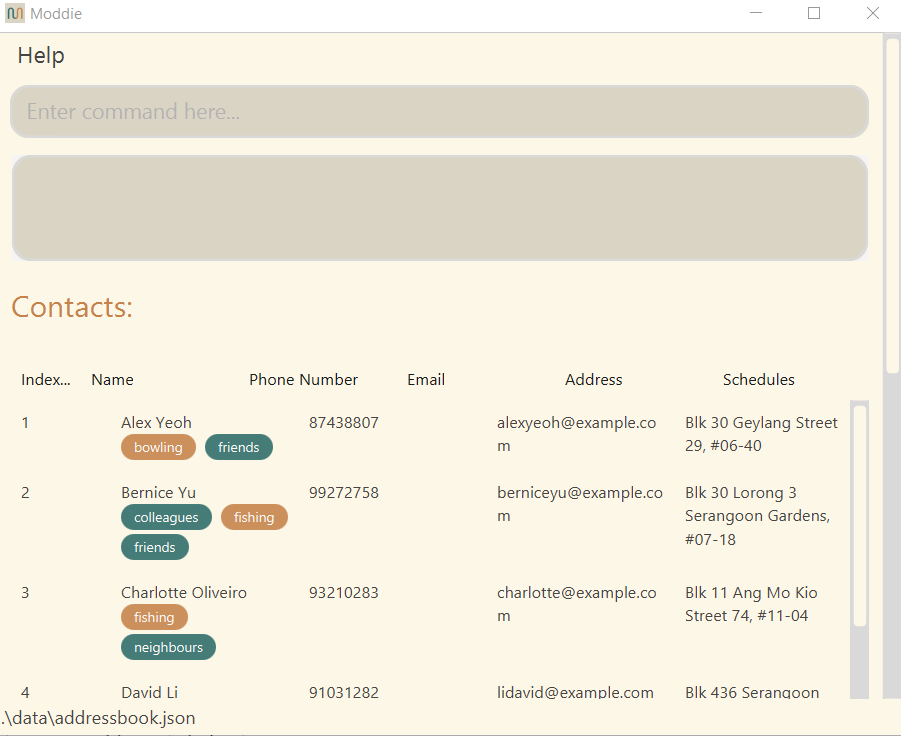 Moddie
Help
Enter command here...
Contacts:
Index... Name Phone Number Email Address Schedules
1 Alex Yeoh 87438807 alexyeoh@example.co Blk 30 Geylang Street
m 29, #06-40
bowling friends
2 Bernice Yu 99272758 berniceyu@example.co Blk 30 Lorong 3
m Serangoon Gardens,
colleagues fishing
#07-18
friends
3 Charlotte Oliveiro 93210283 charlotte@example.co Blk 11 Ang Mo Kio
m Street 74, #11-04
fishing
neighbours
4 David Li 91031282 lidavid@example.com Blk 436 Serangoon
.\data\addressbook.json